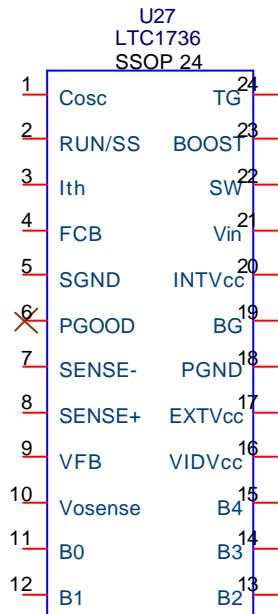 U27
LTC1736
SSOP 24
1 Cosc TG 24
2 RUN/SS BOOST 23
3 Ith SW 22
4 FCB Vin 21
5 SGND INTVcc 20
6 PGOOD BG 19
7 SENSE- PGND 18
8 SENSE+ EXTVcc 17
9 VFB VIDVcc 16
10 Vosense B4 15
11 B0 B3 14
12 B1 B2 13